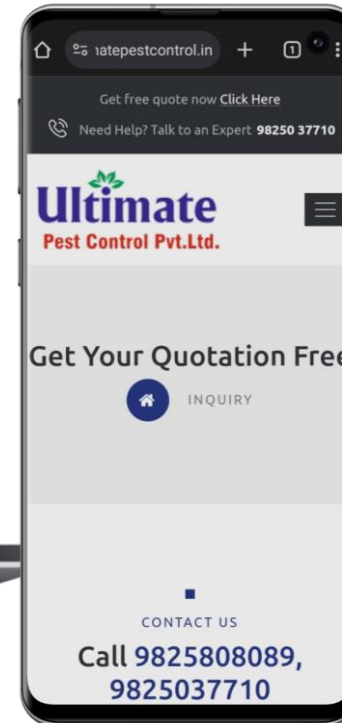 natepestcontrol.in
1
Get free quote now Click Here
Need Help? Talk to an Expert 98250 37710
Ultimate
Pest Control Pvt.Ltd.
Get Your Quotation Free
INQUIRY
CONTACT US
Call 9825808089,
9825037710